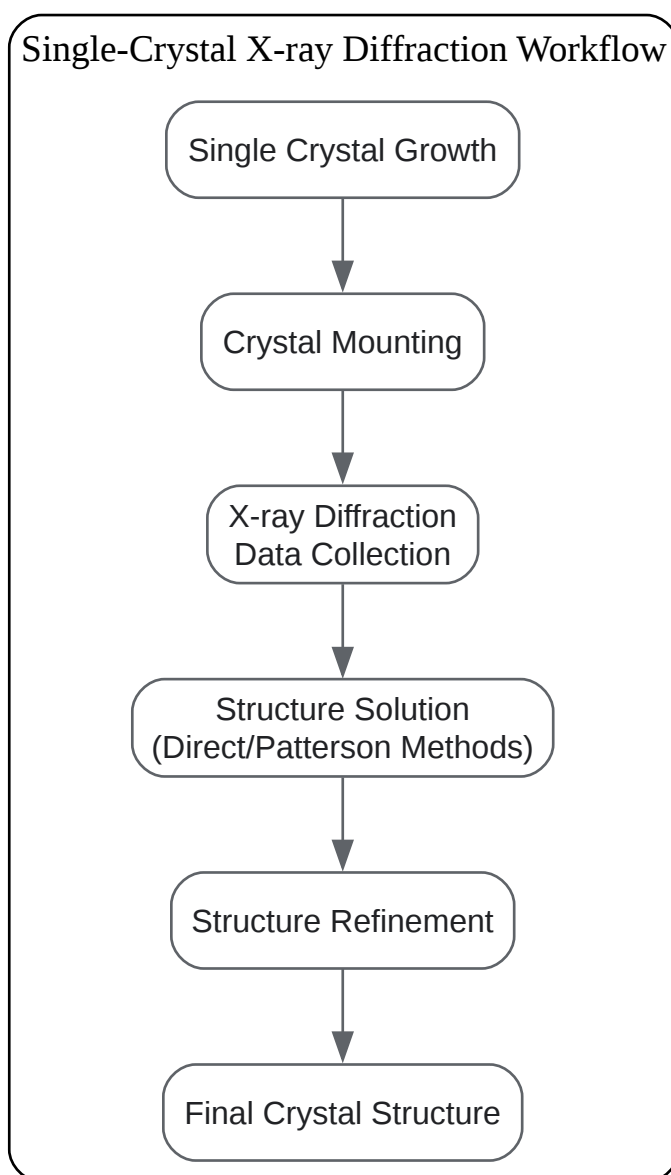 Single-Crystal X-ray Diffraction Workflow
Single Crystal Growth
Crystal Mounting
X-ray Diffraction
Data Collection
Structure Solution
(Direct/Patterson Methods)
Structure Refinement
Final Crystal Structure